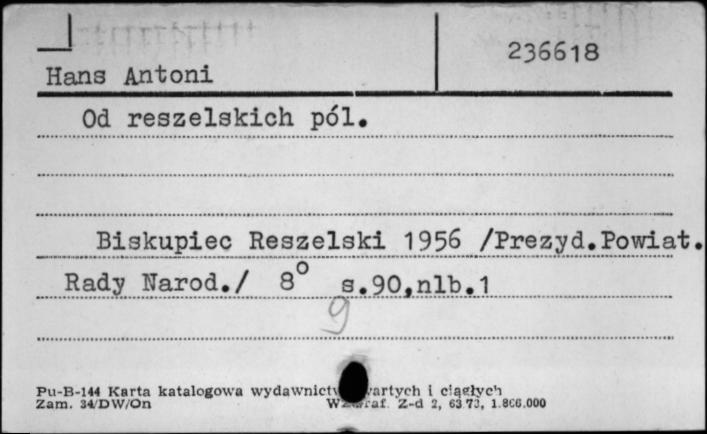 236618
Hans Antoni
Od reszelskich pól.
Biskupiec Reszelski 1956 /Prezyd.Powiat.
Rady Narod./ 8° s.90,nlb.1
9
Pu-B-144 Karta katalogowa wydawnictw zwartych i ciągłych
Zam. 34/DW/On Z-d 2, 63.73, 1.866.000